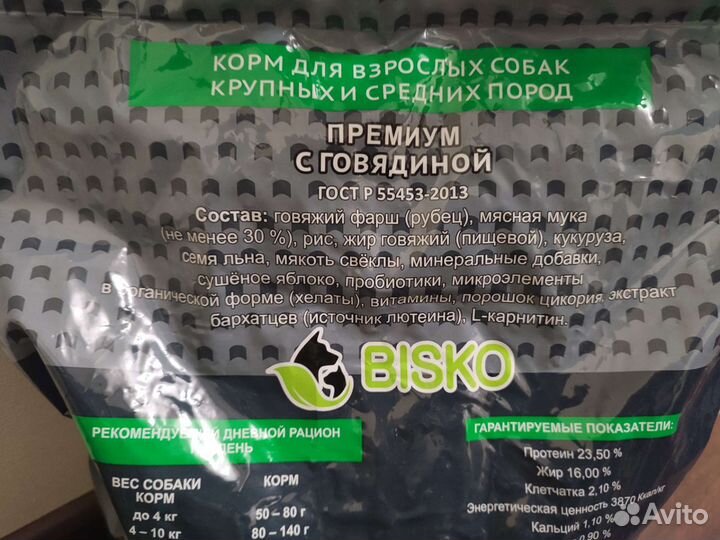 КОРМ ДЛЯ ВЗРОСЛЫХ СОБАК
КРУПНЫХ И СРЕДНИХ ПОРОД
ПРЕМИУМ
С ГОВЯДИНОЙ
ГОСТ Р 55453-2013
Состав: говяжий фарш (рубец), мясная мука
(не менее 30 %), рис, жир говяжий (пищевой), кукуруза,
семя льна, мякоть свёклы, минеральные добавки,
сушёное яблоко, пробиотики, микроэлементы
в органической форме (хелаты), витамины, порошок цикория, экстракт
бархатцев (источник лютеина), L-карнитин.
BISKO
РЕКОМЕНДУЕМЫЙ ДНЕВНОЙ РАЦИОН
ДЕНЬ
ВЕС СОБАКИ КОРМ
КОРМ
до 4 кг 50 – 80 г
4 – 10 кг 80 – 140 г
ГАРАНТИРУЕМЫЕ ПОКАЗАТЕЛИ:
Протеин 23,50 %
Жир 16,00 %
Клетчатка 2,10 %
Энергетическая ценность 3870 Ккал/кг
Кальций 1,10 %
0,90 %
Avito